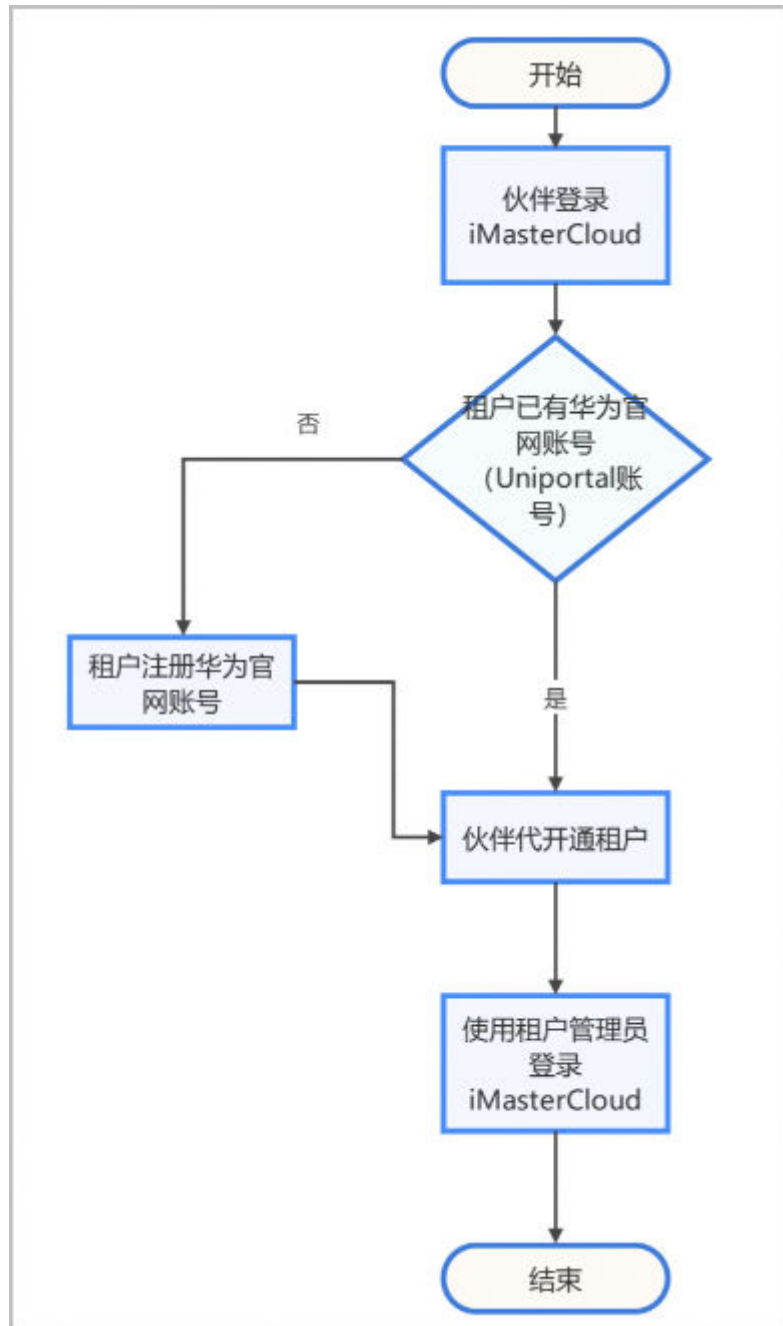 开始
伙伴登录
iMasterCloud
租户已有华为官
网账号
（Uniportal账
号）
否
租户注册华为官
网账号
是
伙伴代开通租户
使用租户管理员
登录
iMasterCloud
结束